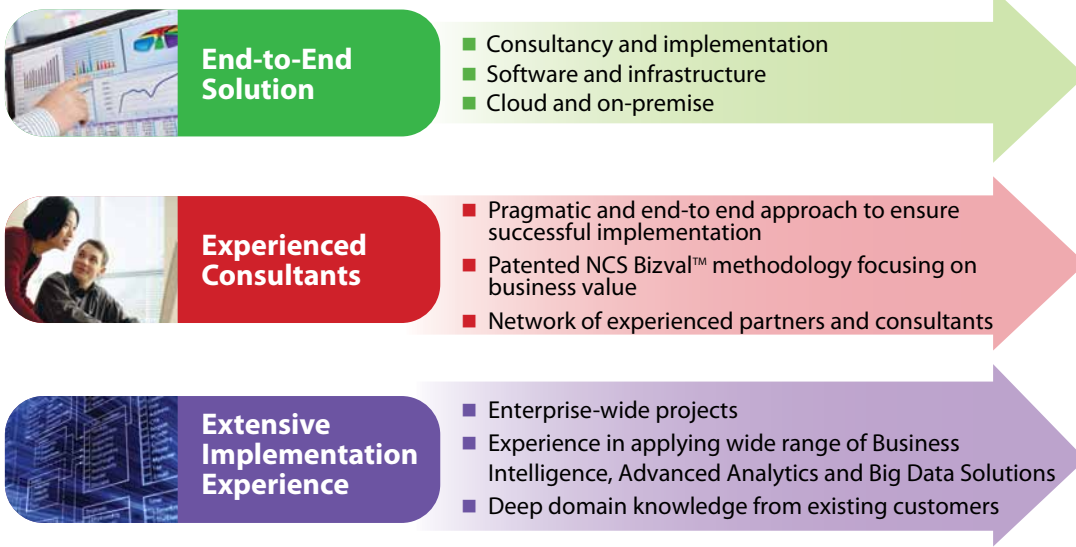 End-to-End
Solution
■ Consultancy and implementation
■ Software and infrastructure
■ Cloud and on-premise
Experienced
Consultants
■ Pragmatic and end-to end approach to ensure
successful implementation
■ Patented NCS Bizval™ methodology focusing on
business value
■ Network of experienced partners and consultants
Extensive
Implementation
Experience
■ Enterprise-wide projects
■ Experience in applying wide range of Business
Intelligence, Advanced Analytics and Big Data Solutions
■ Deep domain knowledge from existing customers